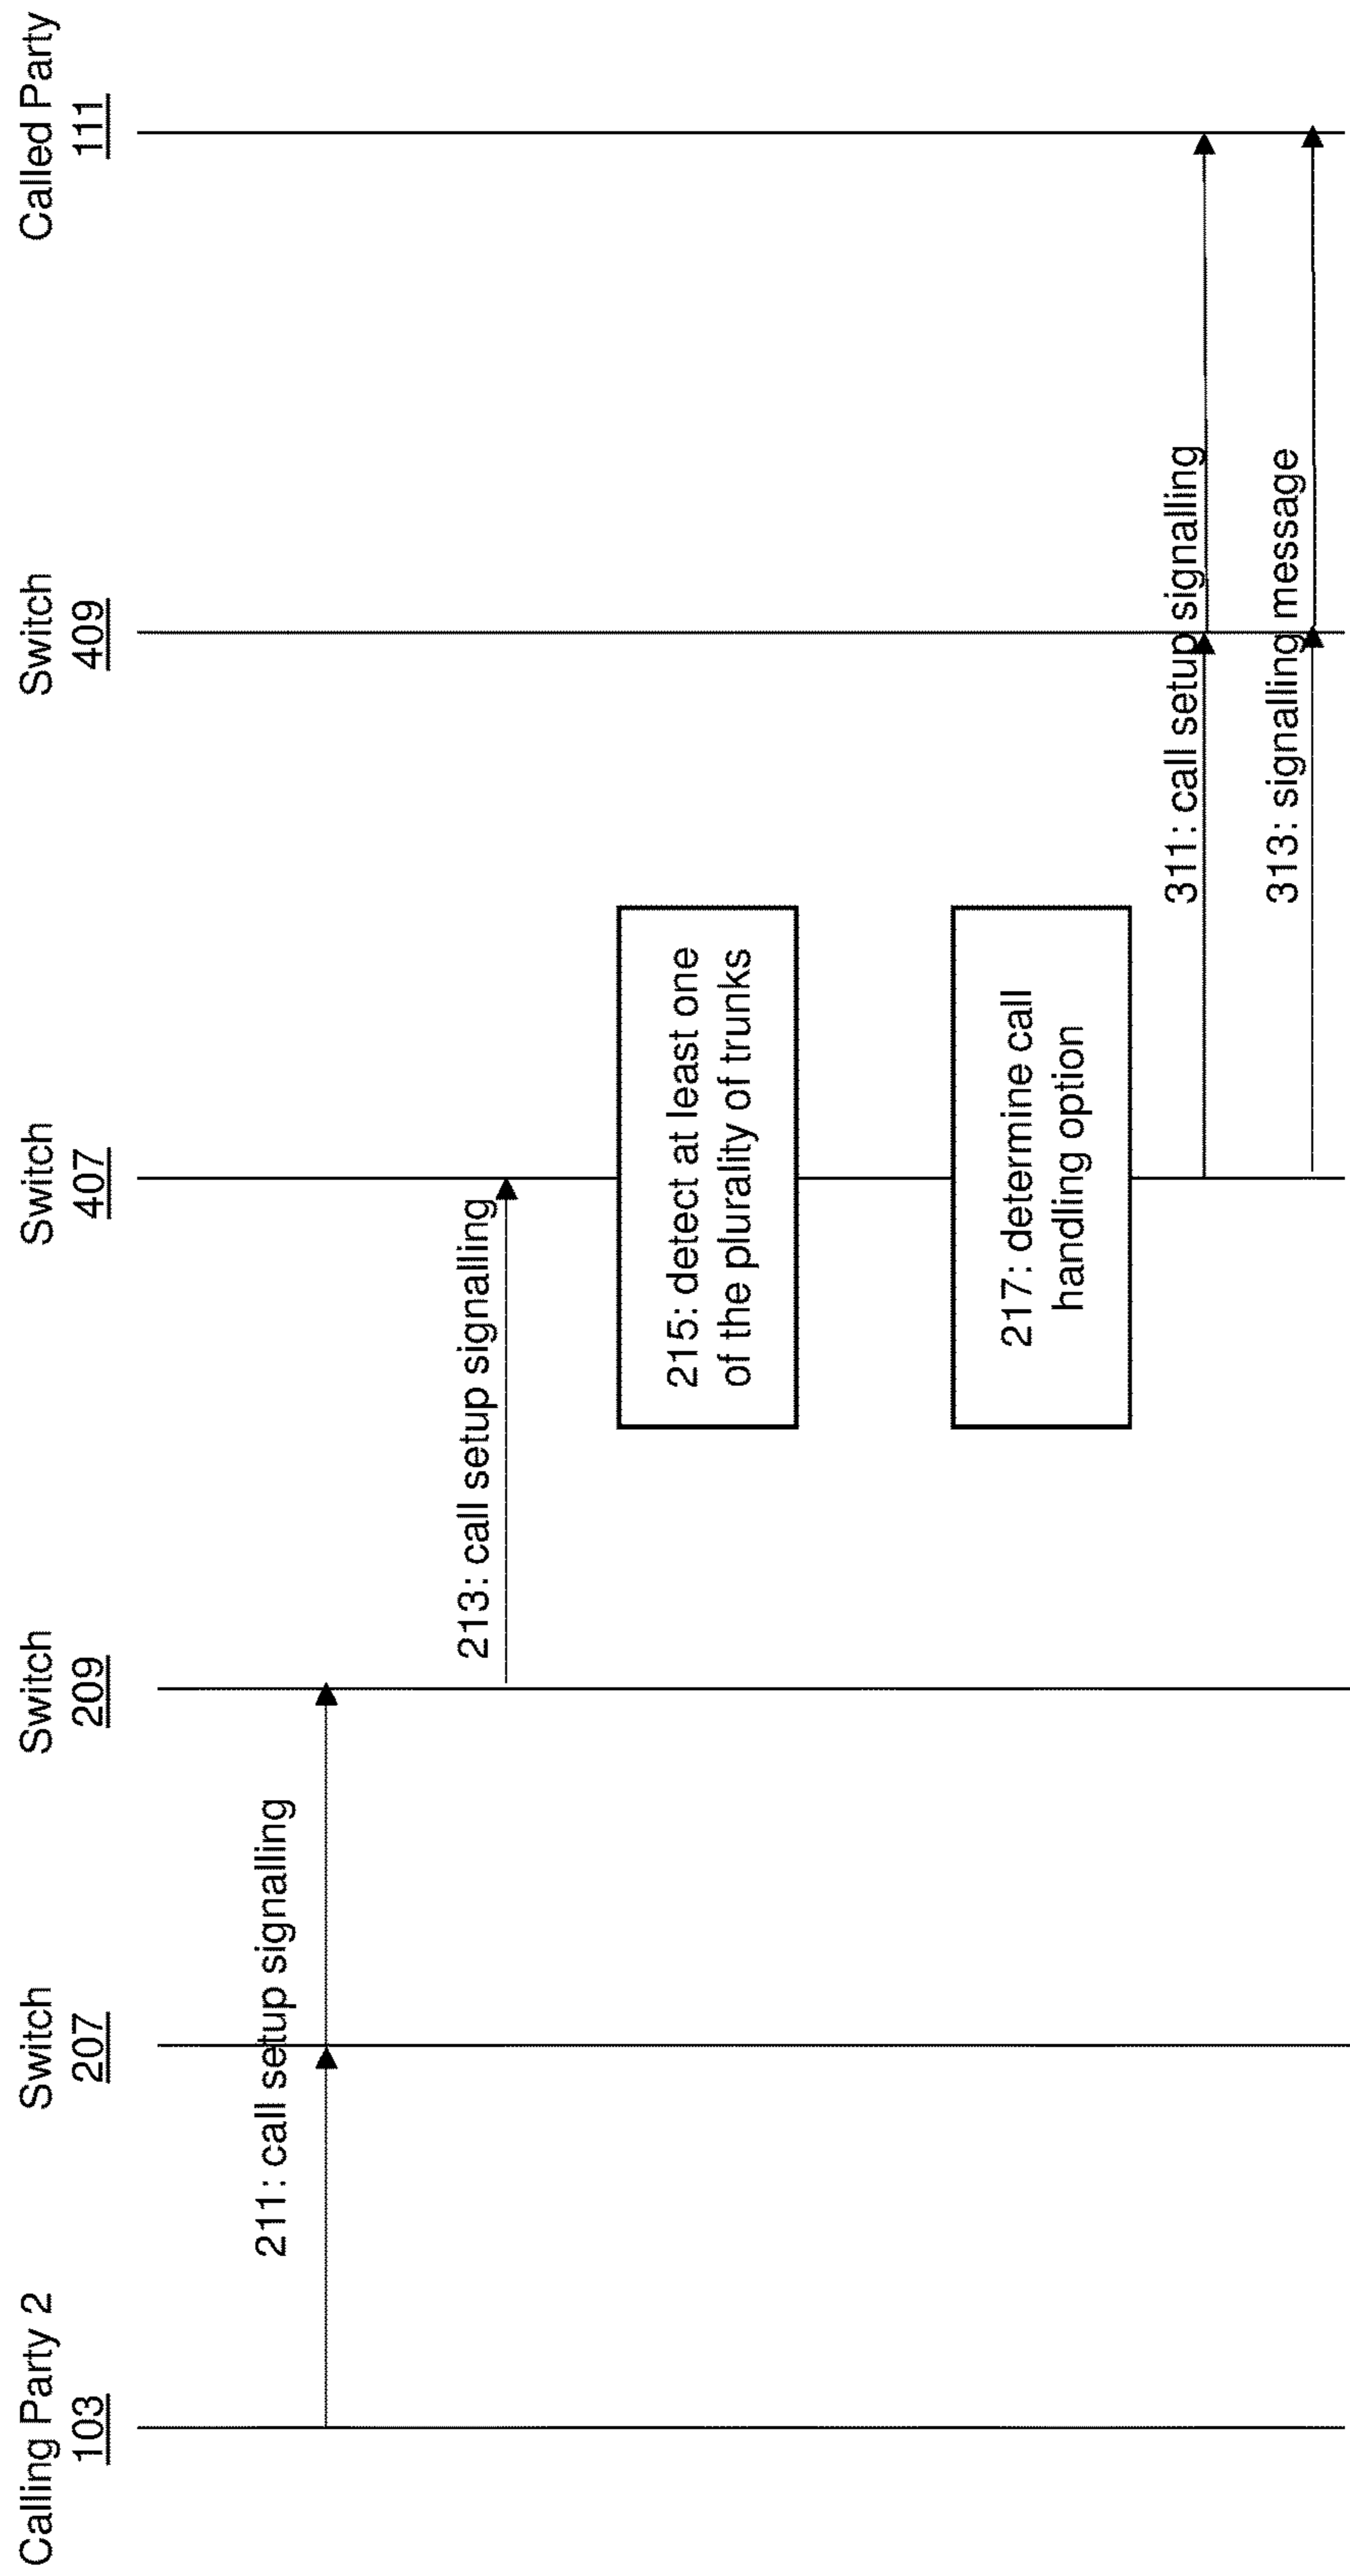 Calling Party 2
103
Switch
207
Switch
209
Switch
407
Switch
409
Called Party
111
211: call setup signalling
213: call setup signalling
215: detect at least one
of the plurality of trunks
217: determine call
handling option
311: call setup signalling
313: signalling message